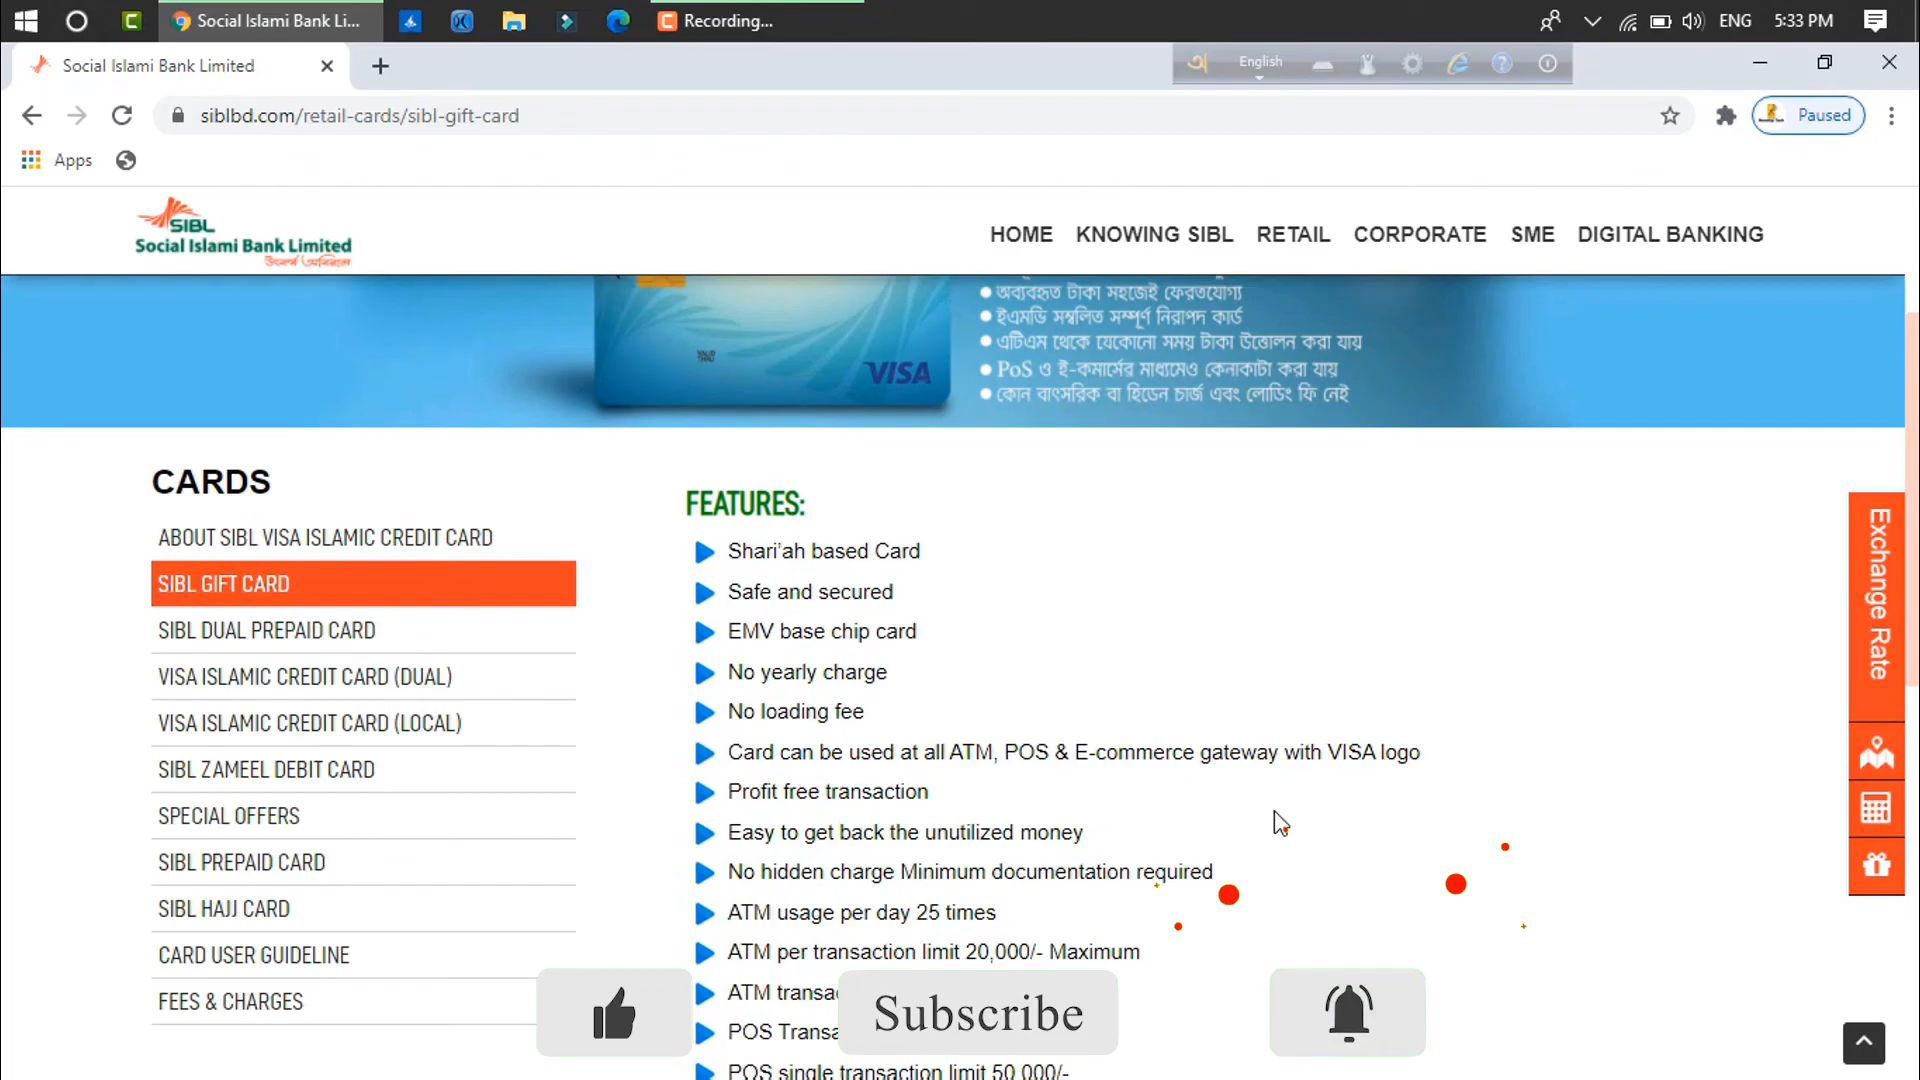 Social Islami Bank Li...
Recording...
ENG
5:33 PM
Social Islami Bank Limited
English
siblbd.com/retail-cards/sibl-gift-card
Paused
Apps
SIBL
Social Islami Bank Limited
HOME
KNOWING SIBL
RETAIL
CORPORATE
SME
DIGITAL BANKING
অব্যবহৃত টাকা সহজেই ফেরতযোগ্য
ইএমভি সম্বলিত সম্পূর্ণ নিরাপদ কার্ড
এটিএম থেকে যেকোনো সময় টাকা উত্তোলন করা যায়
PoS ও ই-কমার্সের মাধ্যমেও কেনাকাটা করা যায়
কোন বাৎসরিক বা হিডেন চার্জ এবং লোডিং ফি নেই
VALID THRU
VISA
CARDS
ABOUT SIBL VISA ISLAMIC CREDIT CARD
SIBL GIFT CARD
SIBL DUAL PREPAID CARD
VISA ISLAMIC CREDIT CARD (DUAL)
VISA ISLAMIC CREDIT CARD (LOCAL)
SIBL ZAMEEL DEBIT CARD
SPECIAL OFFERS
SIBL PREPAID CARD
SIBL HAJJ CARD
CARD USER GUIDELINE
FEES & CHARGES
FEATURES:
Shari'ah based Card
Safe and secured
EMV base chip card
No yearly charge
No loading fee
Card can be used at all ATM, POS & E-commerce gateway with VISA logo
Profit free transaction
Easy to get back the unutilized money
No hidden charge Minimum documentation required
ATM usage per day 25 times
ATM per transaction limit 20,000/- Maximum
ATM transa
POS Transa
POS single transaction limit 50,000/-
Exchange Rate
Subscribe